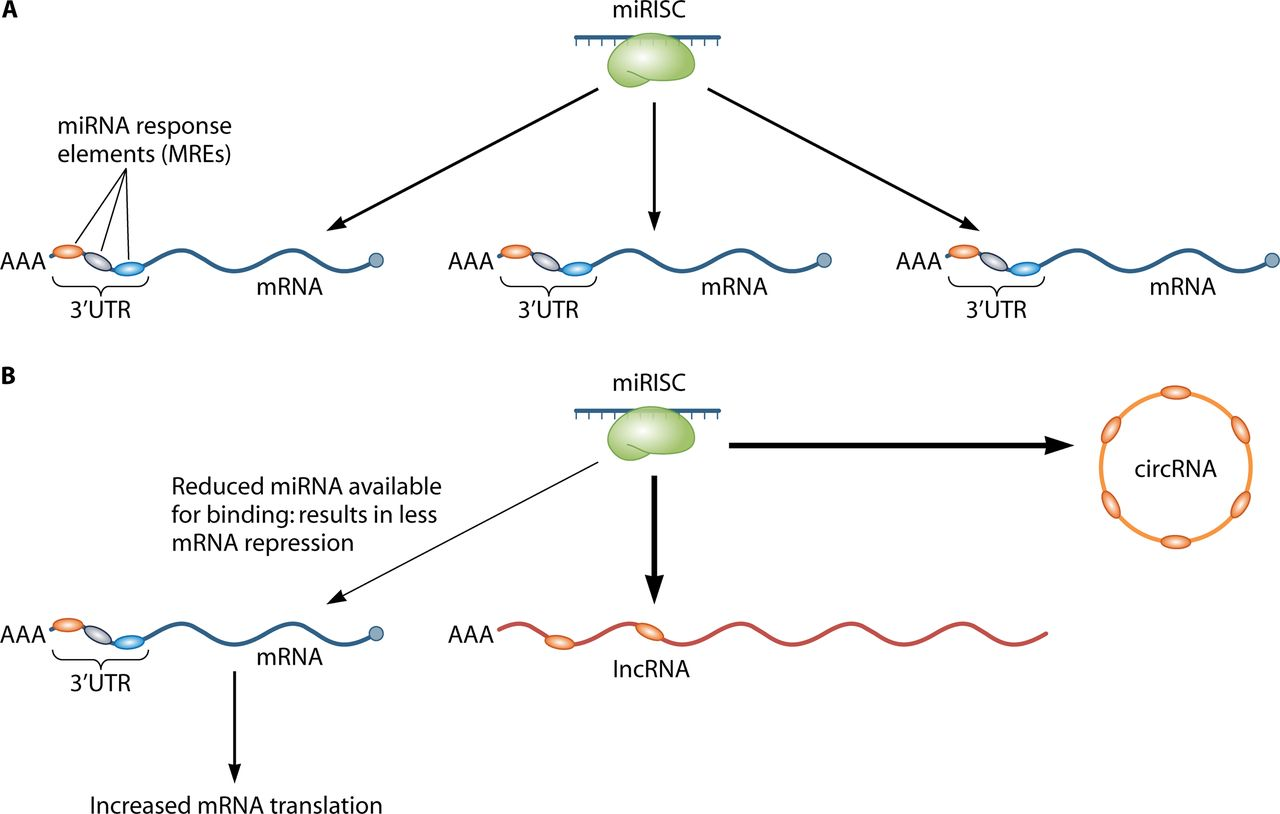 A
miRISC
miRNA response
elements (MREs)
AAA
mRNA
3’UTR
AAA
mRNA
3’UTR
AAA
mRNA
3’UTR
B
miRISC
circRNA
Reduced miRNA available
for binding: results in less
mRNA repression
AAA
mRNA
3’UTR
AAA
lncRNA
Increased mRNA translation